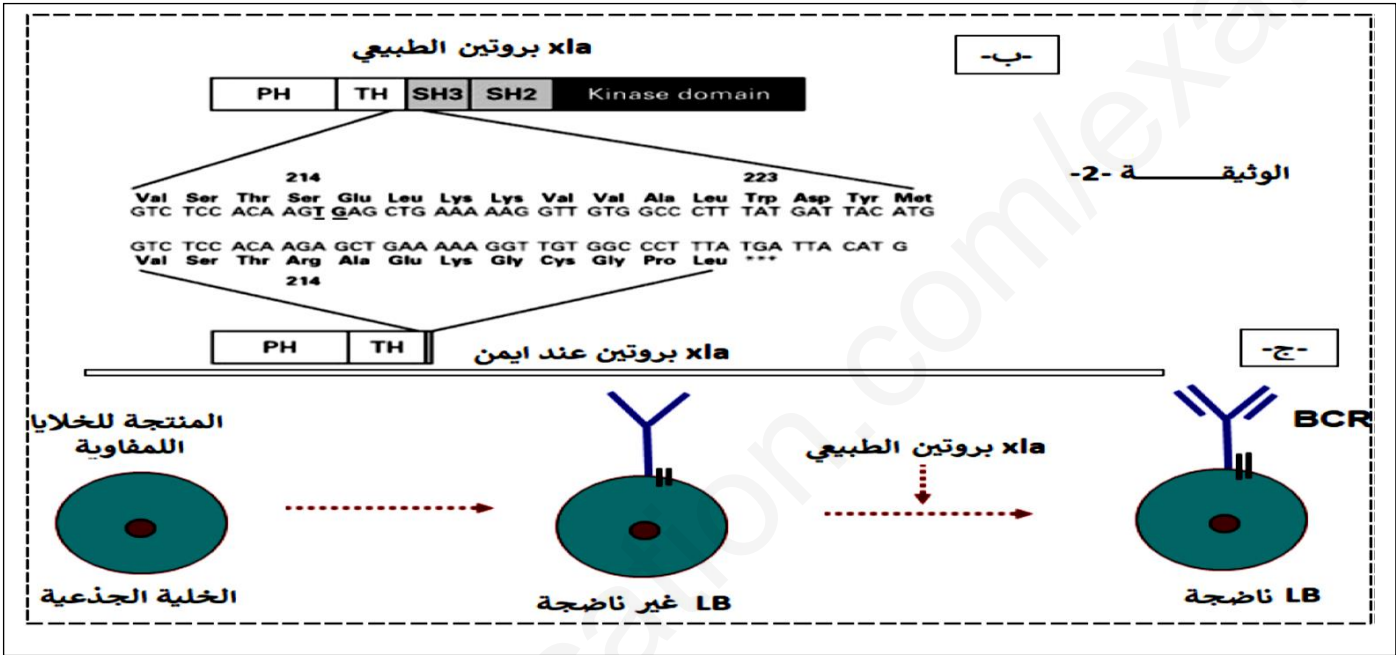 xla بروتين الطبيعي
-ب-
PH TH SH3 SH2 Kinase domain
الوثيقـــــة -2-
214 223
Val Ser Thr Ser Glu Leu Lys Lys Val Val Ala Leu Trp Asp Tyr Met
GTC TCC ACA AGT GAG CTG AAA AAG GTT GTG GCC CTT TAT GAT TAC ATG
GTC TCC ACA AGA GCT GAA AAA GGT TGT GGC CCT TTA TGA TTA CATG
Val Ser Thr Arg Ala Glu Lys Gly Cys Gly Pro Leu ***
214
PH TH
xla بروتين عند ايمن
-ج-
المنتجة للخلايا
اللمفاوية
xla بروتين الطبيعي
BCR
الخلية الجذعية
LB غير ناضجة
LB ناضجة